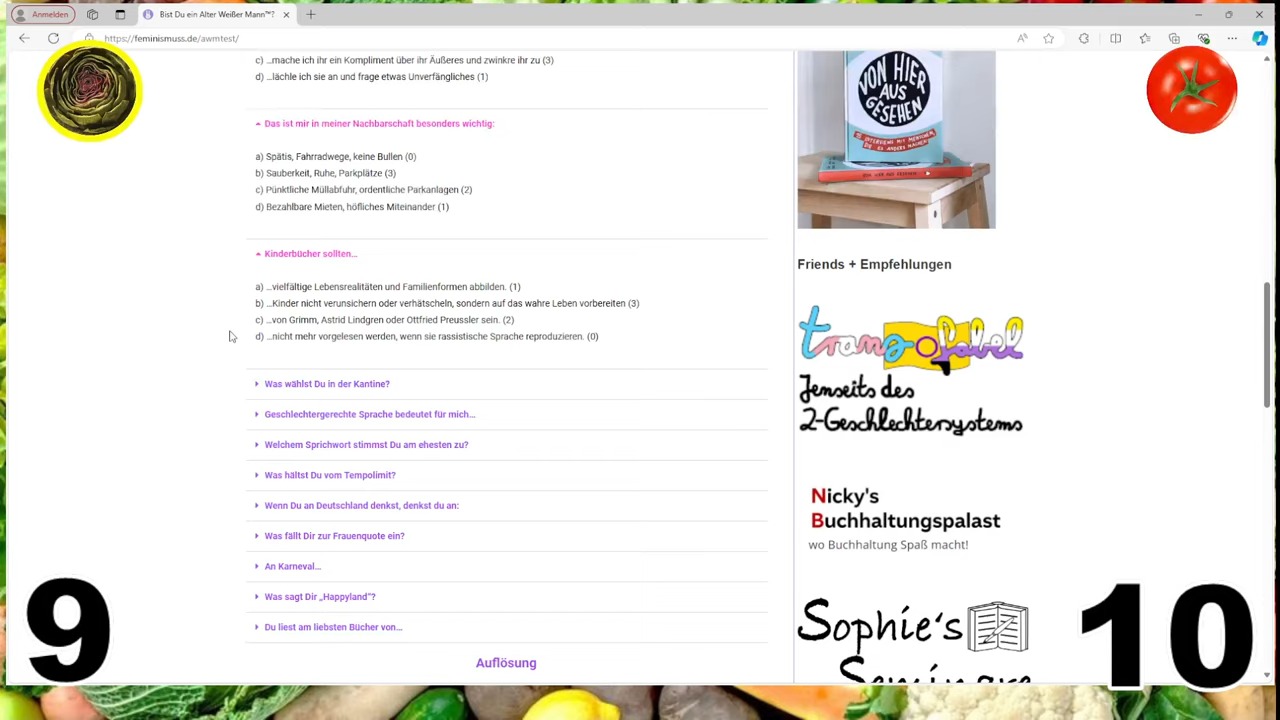 Anmelden
Bist Du ein Alter Weißer Mann™?
https://feminismuss.de/awmtest/
c) ...mache ich ihr ein Kompliment über ihr Äußeres und zwinkre ihr zu (3)
d) ...lächle ich sie an und frage etwas Unverfängliches (1)
Das ist mir in meiner Nachbarschaft besonders wichtig:
a) Spätis, Fahrradwege, keine Bullen (0)
b) Sauberkeit, Ruhe, Parkplätze (3)
c) Pünktliche Müllabfuhr, ordentliche Parkanlagen (2)
d) Bezahlbare Mieten, höfliches Miteinander (1)
Kinderbücher sollten…
a) ...vielfältige Lebensrealitäten und Familienformen abbilden. (1)
b) ...Kinder nicht verunsichern oder verhätscheln, sondern auf das wahre Leben vorbereiten (3)
c) ...von Grimm, Astrid Lindgren oder Ottfried Preussler sein. (2)
d) ...nicht mehr vorgelesen werden, wenn sie rassistische Sprache reproduzieren. (0)
Was wählst Du in der Kantine?
Geschlechtergerechte Sprache bedeutet für mich…
Welchem Sprichwort stimmst Du am ehesten zu?
Was hältst Du vom Tempolimit?
Wenn Du an Deutschland denkst, denkst du an:
Was fällt Dir zur Frauenquote ein?
An Karneval…
Was sagt Dir „Happyland“?
Du liest am liebsten Bücher von…
Auflösung
VON HIER
AUS
GESEHEN
Friends + Empfehlungen
Jenseits des
2-Geschlechtersystems
Nicky's
Buchhaltungspalast
wo Buchhaltung Spaß macht!
Sophie's
Seminare
9
10